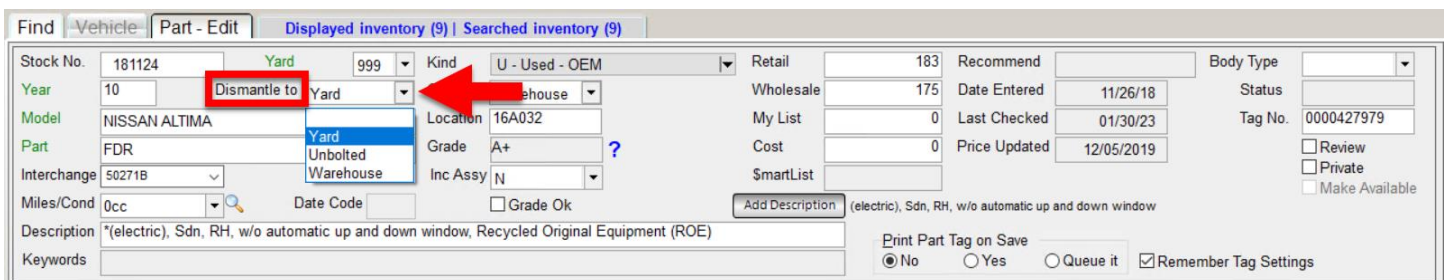 Find Vehicle Part - Edit Displayed inventory (9) | Searched inventory (9)
Stock No. 181124 Yard 999 Kind U - Used - OEM Retail 183 Recommend Body Type
Year 10 Dismantle to Yard Wholesale 175 Date Entered 11/26/18 Status
Model NISSAN ALTIMA Location 16A032 My List 0 Last Checked 01/30/23 Tag No. 0000427979
Yard
Part FDR Unbolted Grade A+ ? Cost 0 Price Updated 12/05/2019 Review
Interchange 50271B Warehouse Inc Assy N $martList Private
Make Available
Miles/Cond 0cc Date Code Grade Ok Add Description (electric), Sdn, RH, w/o automatic up and down window
Description *(electric), Sdn, RH, w/o automatic up and down window, Recycled Original Equipment (ROE) Print Part Tag on Save
Keywords No Yes Queue it Remember Tag Settings